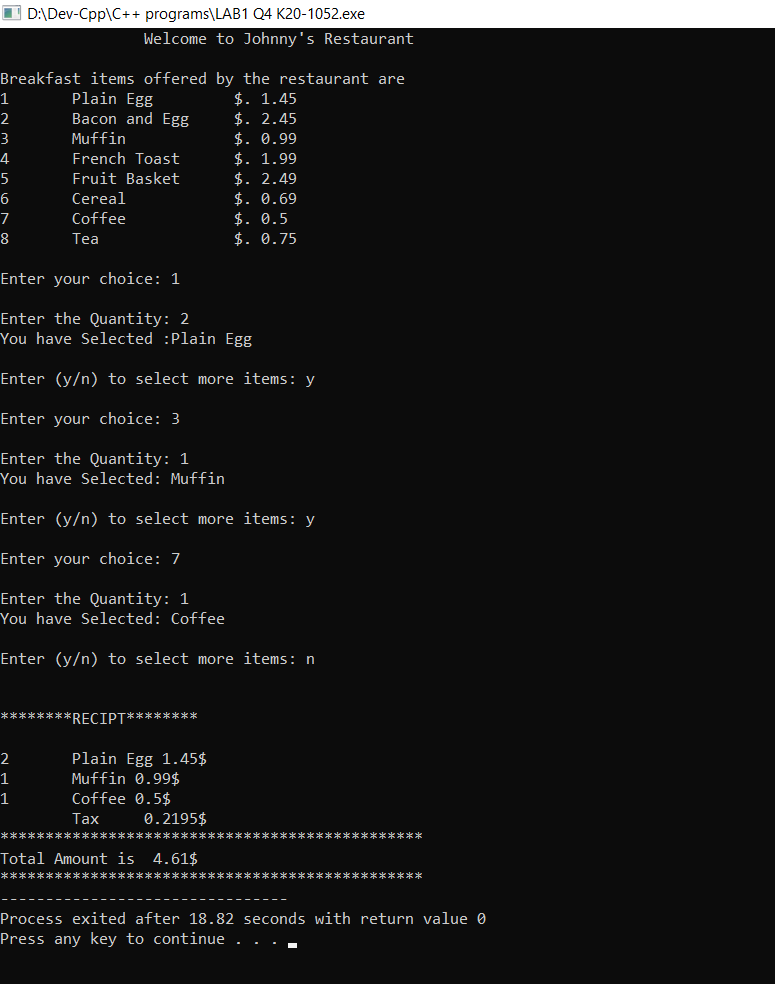 D:\Dev-Cpp\C++ programs\LAB1 Q4 K20-1052.exe
Welcome to Johnny's Restaurant
Breakfast items offered by the restaurant are
1 Plain Egg $. 1.45
2 Bacon and Egg $. 2.45
3 Muffin $. 0.99
4 French Toast $. 1.99
5 Fruit Basket $. 2.49
6 Cereal $. 0.69
7 Coffee $. 0.5
8 Tea $. 0.75
Enter your choice: 1
Enter the Quantity: 2
You have Selected :Plain Egg
Enter (y/n) to select more items: y
Enter your choice: 3
Enter the Quantity: 1
You have Selected: Muffin
Enter (y/n) to select more items: y
Enter your choice: 7
Enter the Quantity: 1
You have Selected: Coffee
Enter (y/n) to select more items: n
********RECIPT********
2 Plain Egg 1.45$
1 Muffin 0.99$
1 Coffee 0.5$
Tax 0.2195$
***********************************************
Total Amount is  4.61$
***********************************************
--------------------------------
Process exited after 18.82 seconds with return value 0
Press any key to continue . . .